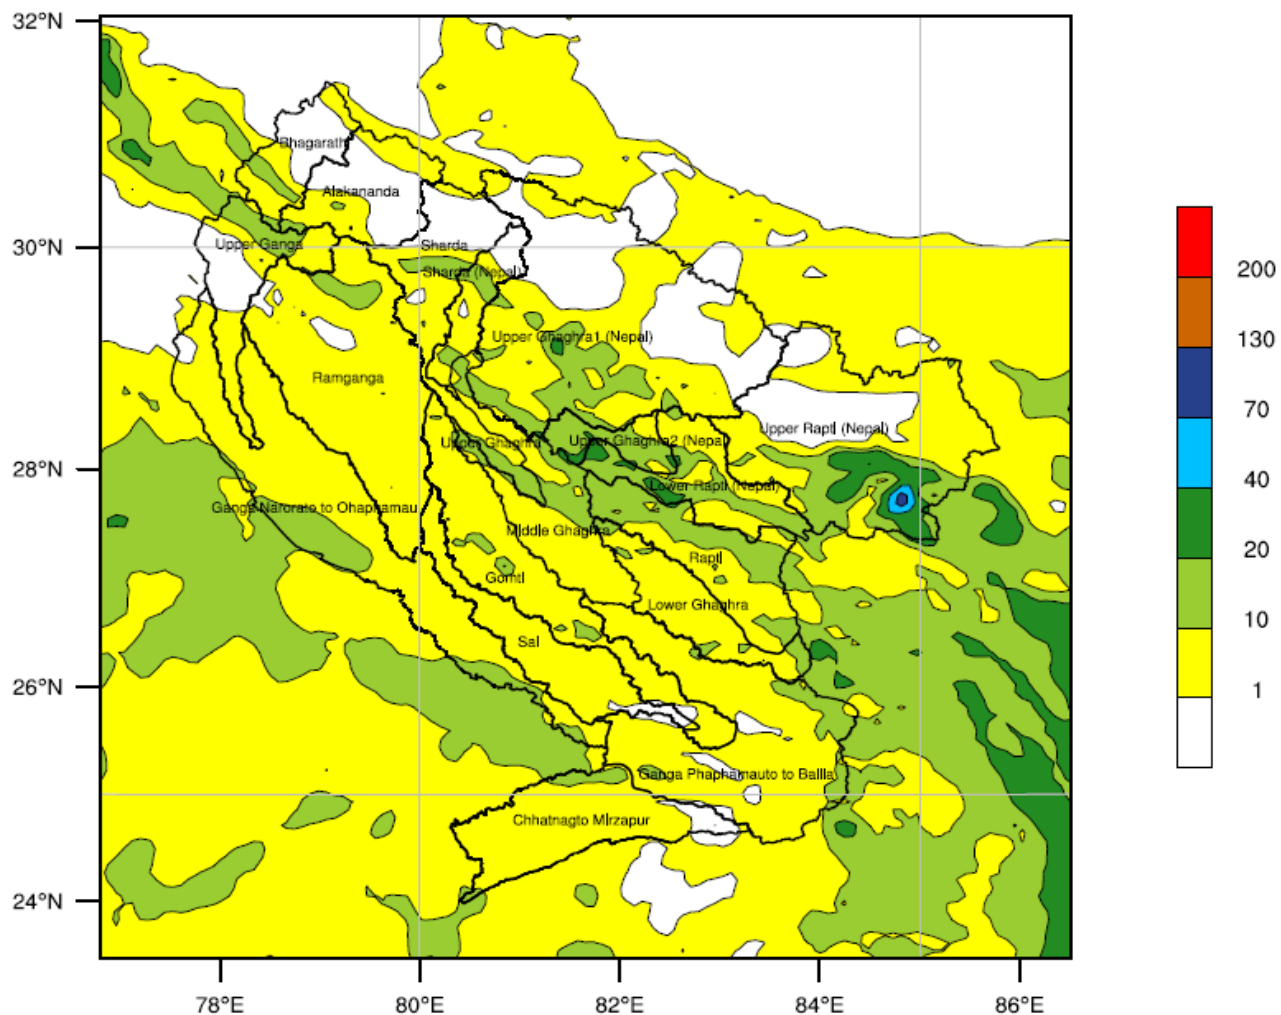 32°N
Bhagarath
Alakananda
200
Upper Ganga
Sharda
30°N
Sharda (Nepal)
130
Upper Ghaghra1 (Nepal)
Ramganga
70
Upper Rapti (Nepal)
Upper Ghaghra
Upper Ghaghra2 (Nepal)
28°N
40
Lower Rapti (Nepal)
Ganga Narorato to Ohaphamau
Middle Ghaghra
20
Rapti
Gomti
Lower Ghaghra
10
Sai
26°N
1
Ganga Phaphamauto to Ballia
Chhatnagto Mirzapur
24°N
78°E
80°E
82°E
84°E
86°E